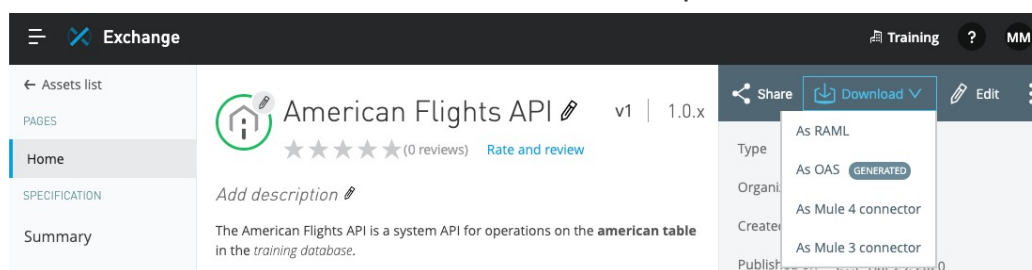 Exchange
Training
?
MM
← Assets list
PAGES
Home
SPECIFICATION
Summary
American Flights API
v1 | 1.0.x
(0 reviews) Rate and review
Add description
The American Flights API is a system API for operations on the american table
in the training database.
Share
Download
Edit
As RAML
As OAS GENERATED
As Mule 4 connector
As Mule 3 connector
Type
Organi
Create
Publish